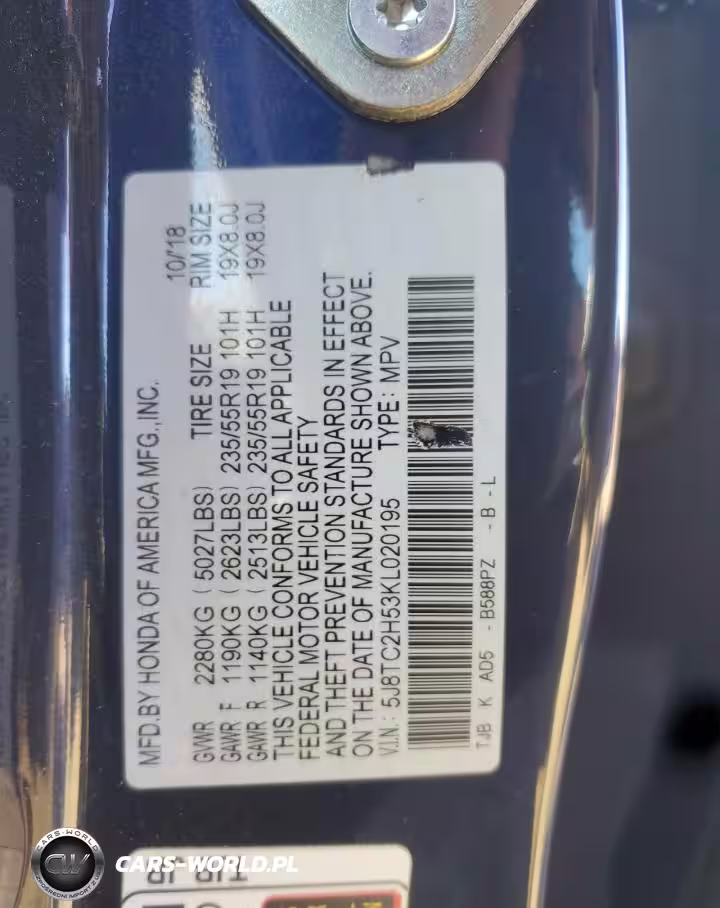 MFD.BY HONDA OF AMERICA MFG.,INC. 10/18
GVWR 2280KG (5027LBS) TIRE SIZE RIM SIZE
GAWR F 1190KG (2623LBS) 235/55R19 101H 19X8.0J
GAWR R 1140KG (2513LBS) 235/55R19 101H 19X8.0J
THIS VEHICLE CONFORMS TO ALL APPLICABLE
FEDERAL MOTOR VEHICLE SAFETY
AND THEFT PREVENTION STANDARDS IN EFFECT
ON THE DATE OF MANUFACTURE SHOWN ABOVE.
V.I.N.: 5J8TC2H53KL020195 TYPE: MPV
TJB K AD5 - B588PZ - B - L
CARS-WORLD
CW
CARS-WORLD.PL